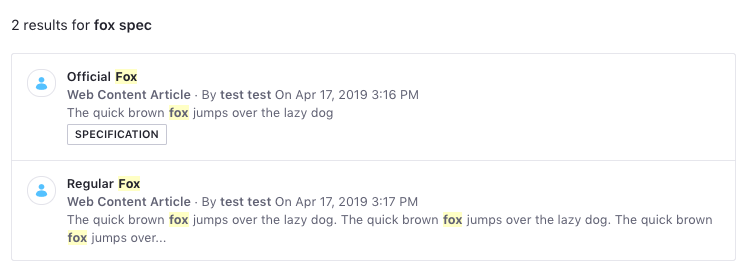 2 results for fox spec
Official Fox
Web Content Article · By test test On Apr 17, 2019 3:16 PM
The quick brown fox jumps over the lazy dog
SPECIFICATION
Regular Fox
Web Content Article · By test test On Apr 17, 2019 3:17 PM
The quick brown fox jumps over the lazy dog. The quick brown fox jumps over the lazy dog. The quick brown
fox jumps over...